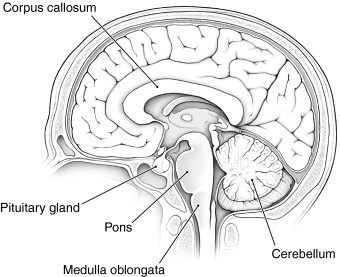 Corpus callosum
Pituitary gland
Pons
Medulla oblongata
Cerebellum